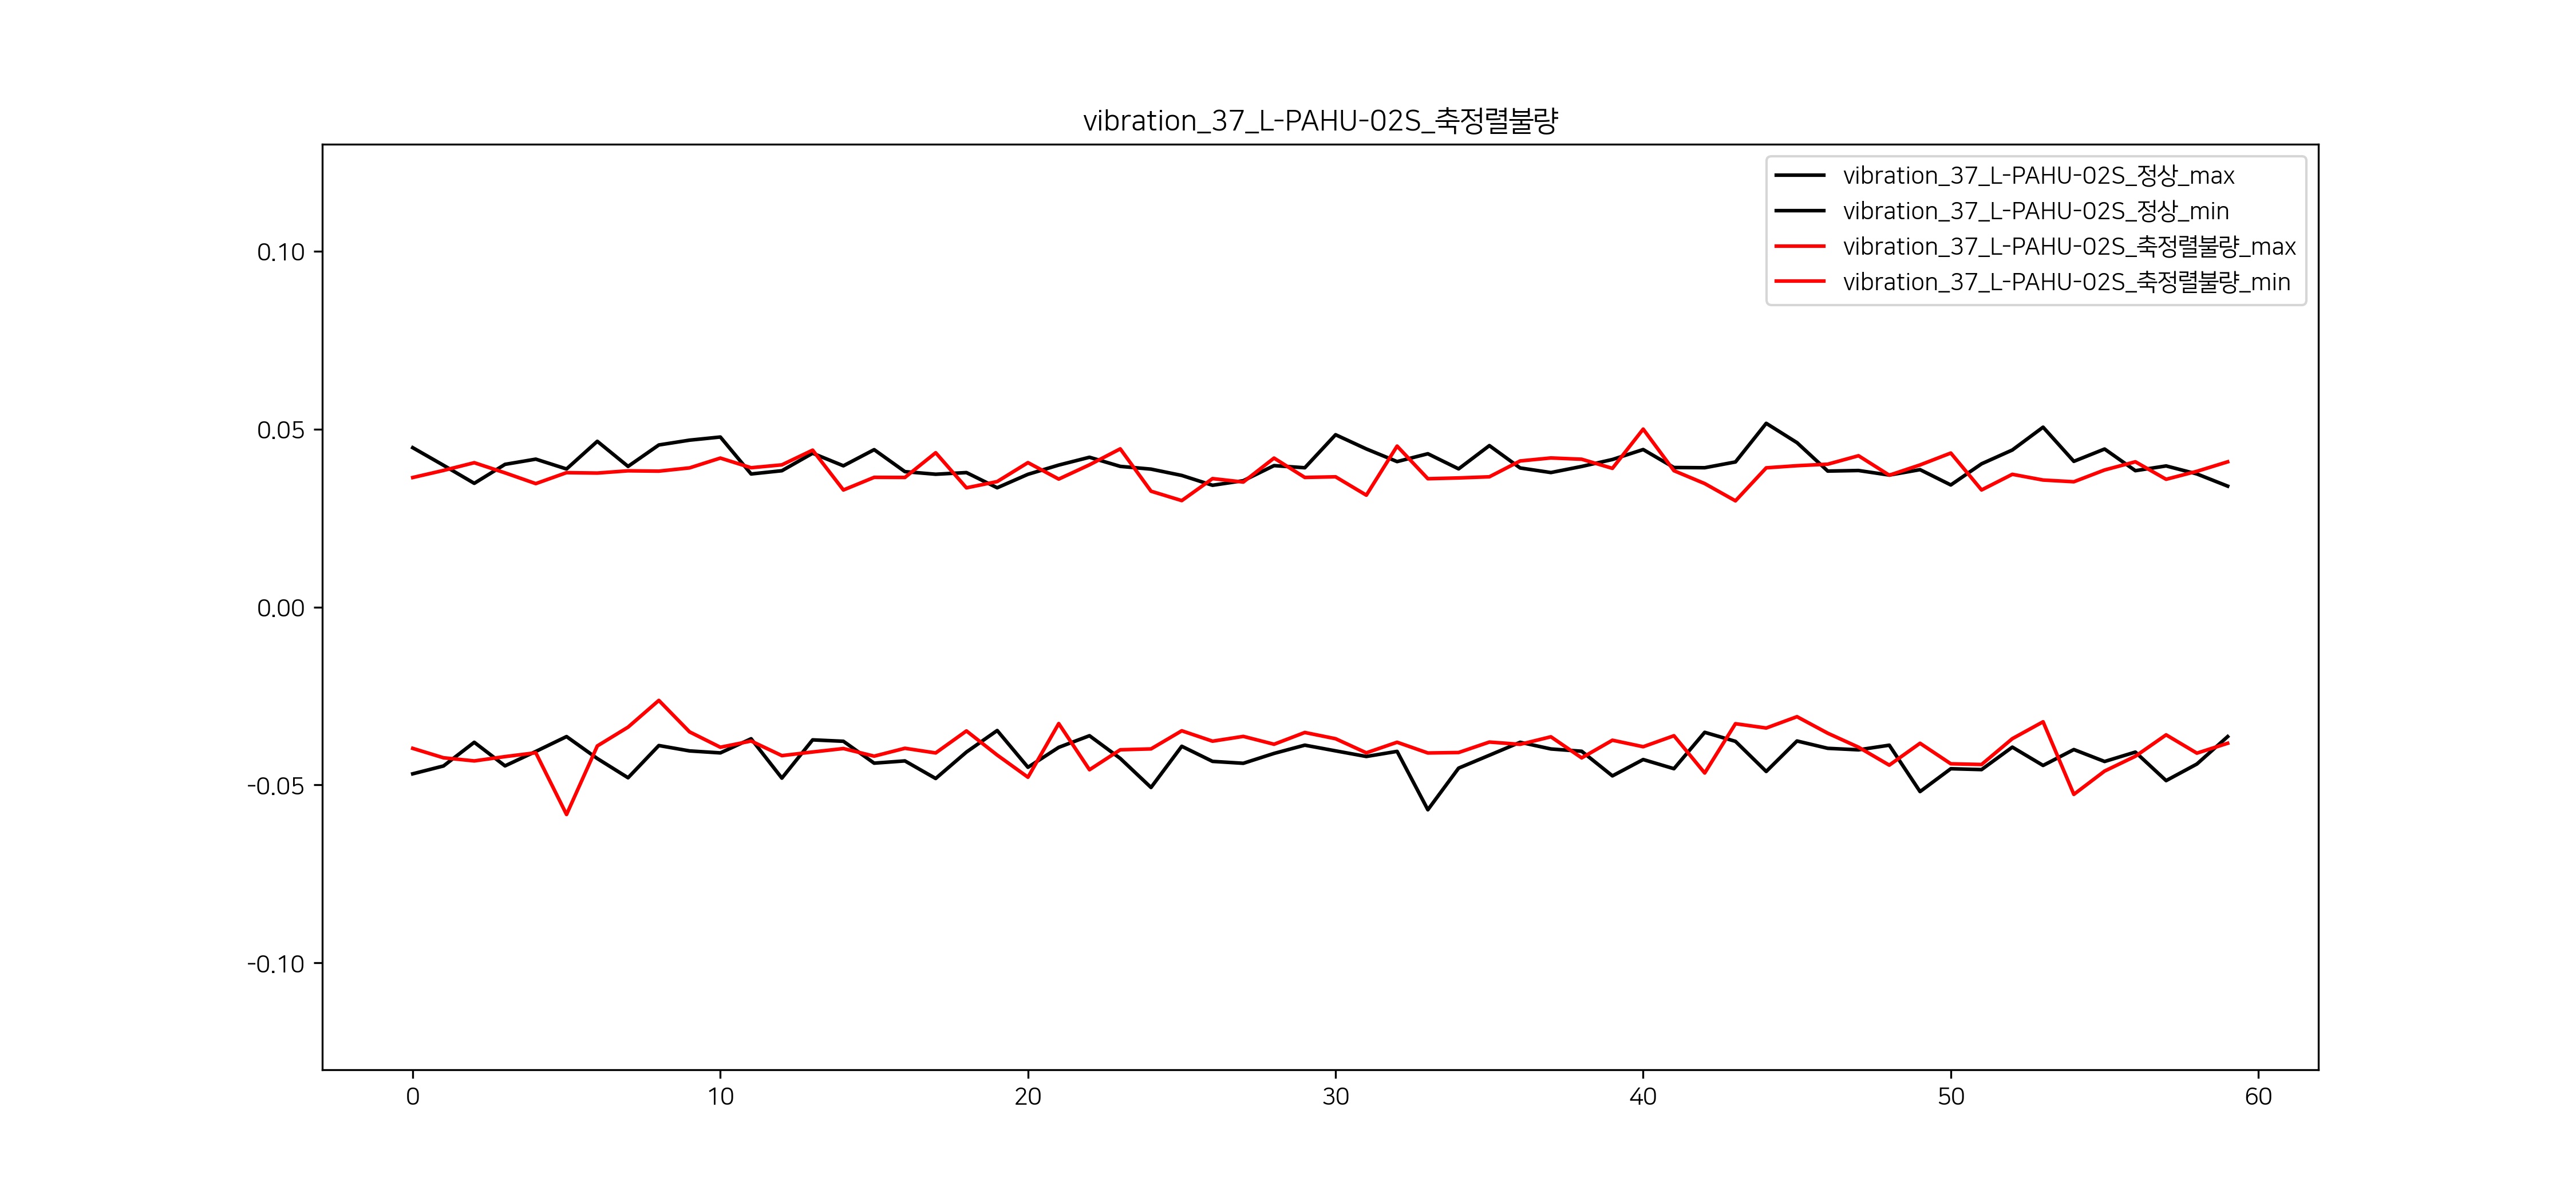 vibration_37_L-PAHU-02S_축정렬불량
vibration_37_L-PAHU-02S_정상_max
vibration_37_L-PAHU-02S_정상_min
vibration_37_L-PAHU-02S_축정렬불량_max
vibration_37_L-PAHU-02S_축정렬불량_min
0.10
0.05
0.00
-0.05
-0.10
0 10 20 30 40 50 60